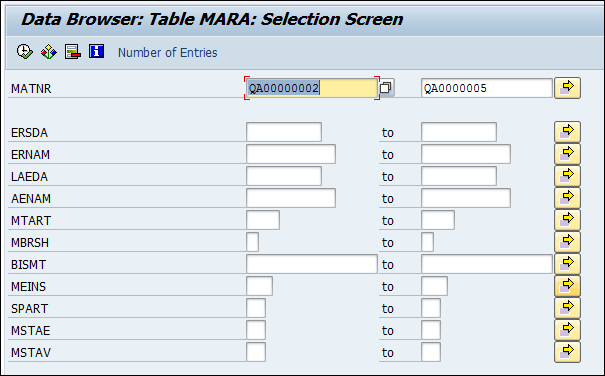 Data Browser: Table MARA: Selection Screen
Number of Entries
MATNR QA00000002 QA0000005
ERSDA to
ERNAM to
LAEDA to
AENAM to
MTART to
MBRSH to
BISMT to
MEINS to
SPART to
MSTAE to
MSTAV to